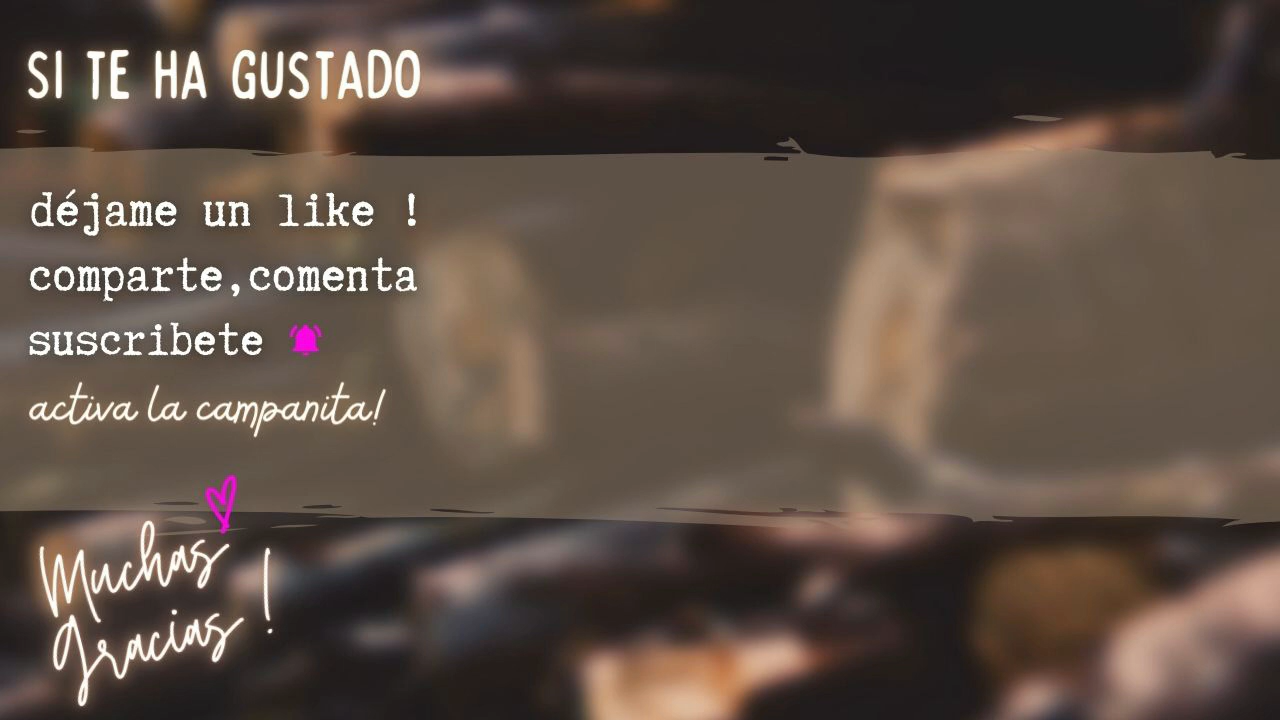 SI TE HA GUSTADO
déjame un like !
comparte,comenta
suscribete
activa la campanita!
Muchas
Gracias !